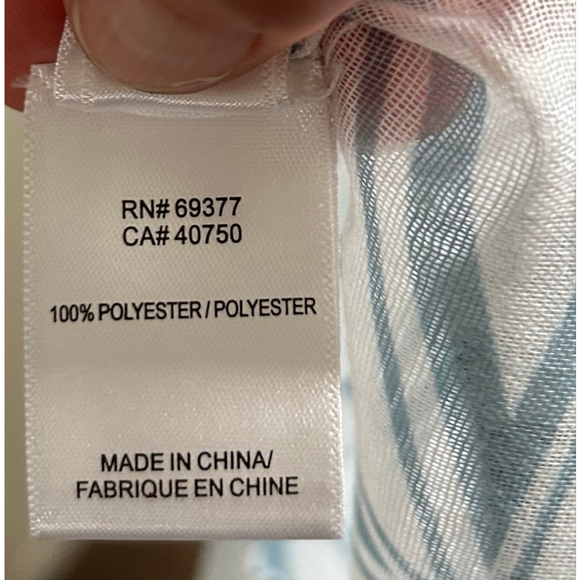 RN# 69377
CA# 40750
100% POLYESTER / POLYESTER
MADE IN CHINA/
FABRIQUE EN CHINE